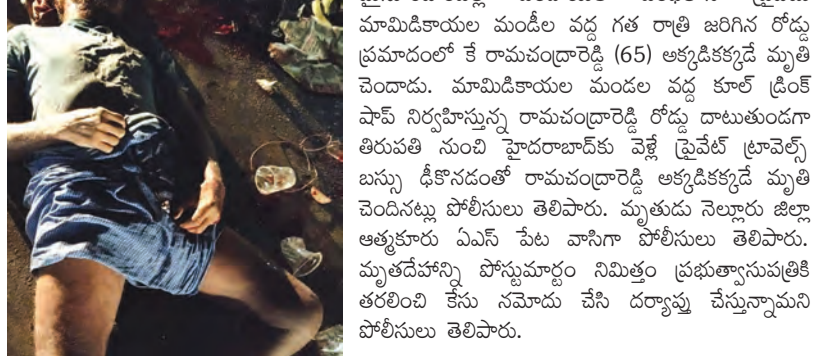 మామిడికాయల మండీల వద్ద గత రాత్రి జరిగిన రోడ్డు
ప్రమాదంలో కే రామచంద్రారెడ్డి (65) అక్కడికక్కడే మృతి
చెందాడు. మామిడికాయల మండల వద్ద కూల్ డ్రింక్
షాప్ నిర్వహిస్తున్న రామచంద్రారెడ్డి రోడ్డు దాటుతుండగా
తిరుపతి నుంచి హైదరాబాద్‌కు వెళ్లే ప్రైవేట్ ట్రావెల్స్
బస్సు ఢీకొనడంతో రామచంద్రారెడ్డి అక్కడికక్కడే మృతి
చెందినట్లు పోలీసులు తెలిపారు. మృతుడు నెల్లూరు జిల్లా
ఆత్మకూరు ఏఎస్ పేట వాసిగా పోలీసులు తెలిపారు.
మృతదేహాన్ని పోస్టుమార్టం నిమిత్తం ప్రభుత్వాసుపత్రికి
తరలించి కేసు నమోదు చేసి దర్యాప్తు చేస్తున్నామని
పోలీసులు తెలిపారు.